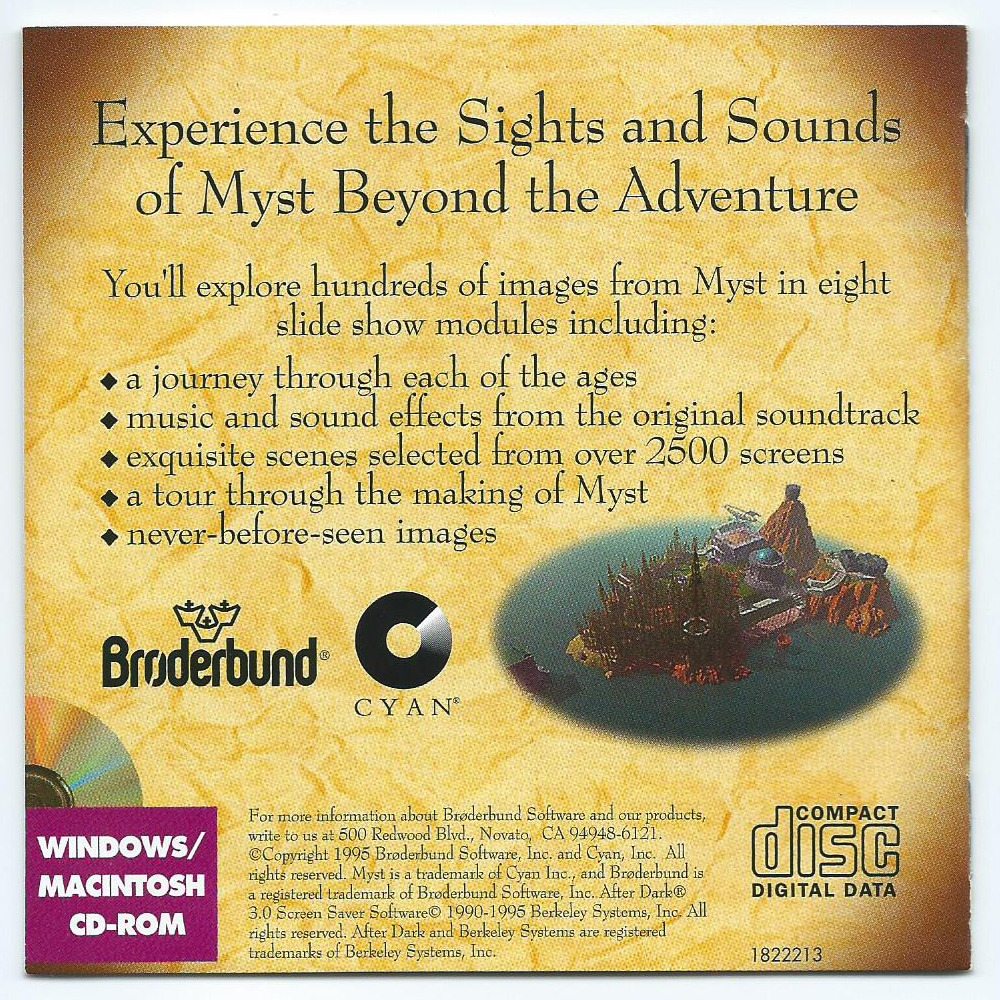 Experience the Sights and Sounds
of Myst Beyond the Adventure
You'll explore hundreds of images from Myst in eight
slide show modules including:
◆ a journey through each of the ages
◆ music and sound effects from the original soundtrack
◆ exquisite scenes selected from over 2500 screens
◆ a tour through the making of Myst
◆ never-before-seen images
Brøderbund®
CYAN®
WINDOWS/
MACINTOSH
CD-ROM
For more information about Brøderbund Software and our products,
write to us at 500 Redwood Blvd., Novato, CA 94948-6121.
©Copyright 1995 Brøderbund Software, Inc. and Cyan, Inc. All
rights reserved. Myst is a trademark of Cyan Inc., and Brøderbund is
a registered trademark of Brøderbund Software, Inc. After Dark®
3.0 Screen Saver Software© 1990-1995 Berkeley Systems, Inc. All
rights reserved. After Dark and Berkeley Systems are registered
trademarks of Berkeley Systems, Inc.
COMPACT
disc
DIGITAL DATA
1822213